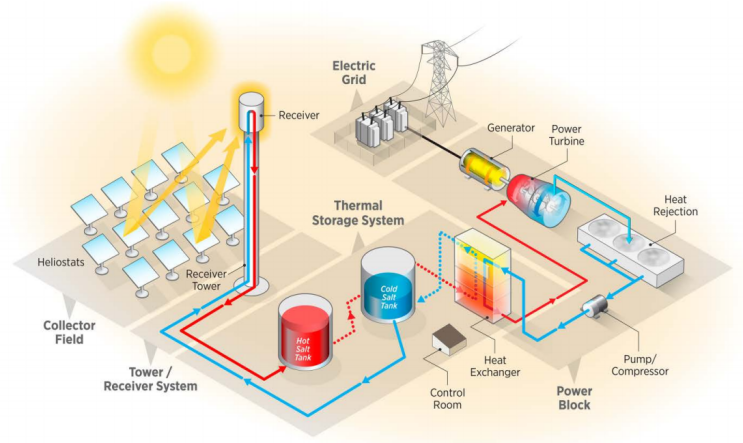 Electric
Grid
Receiver
Generator
Power
Turbine
Thermal
Storage System
Heat
Rejection
Heliostats
Receiver
Tower
Cold
Salt
Tank
Hot
Salt
Tank
Collector
Field
Tower /
Receiver System
Heat
Exchanger
Control
Room
Pump/
Compressor
Power
Block